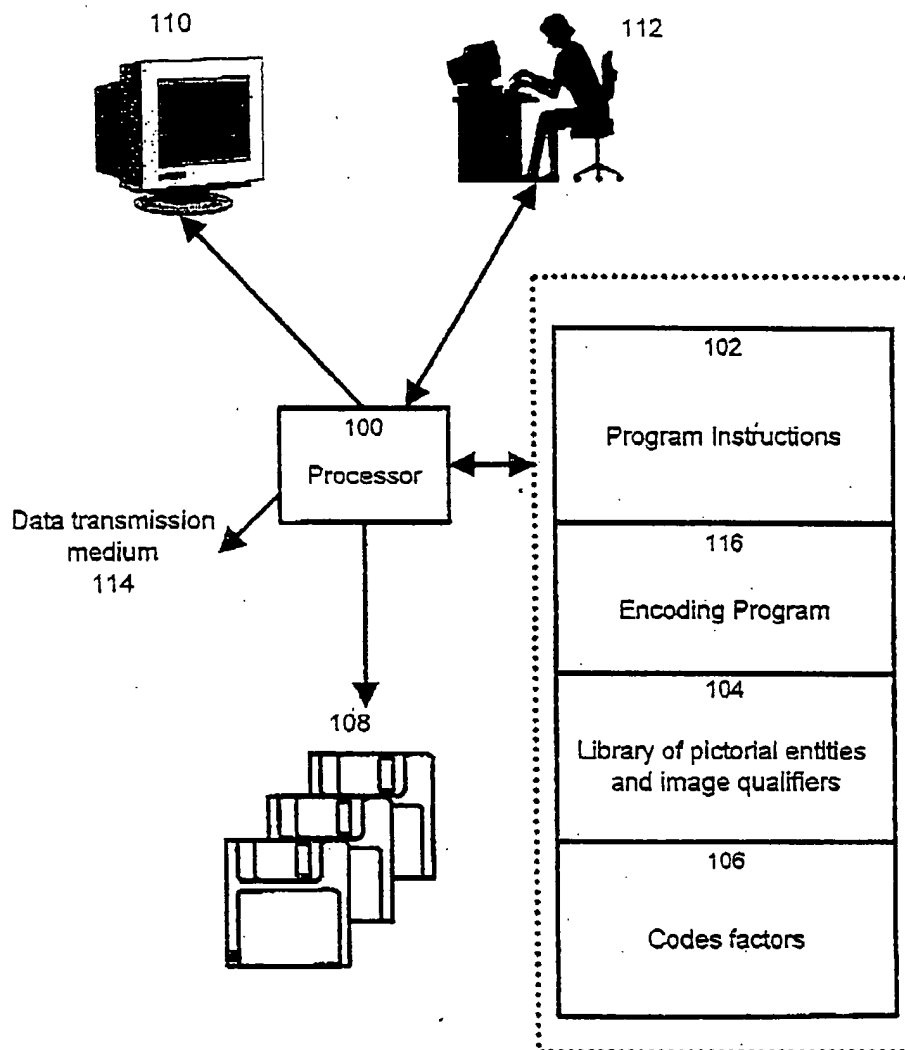 110
112
102
Program Instructions
100
Processor
Data transmission
medium
114
116
Encoding Program
104
Library of pictorial entities
and image qualifiers
108
106
Codes factors